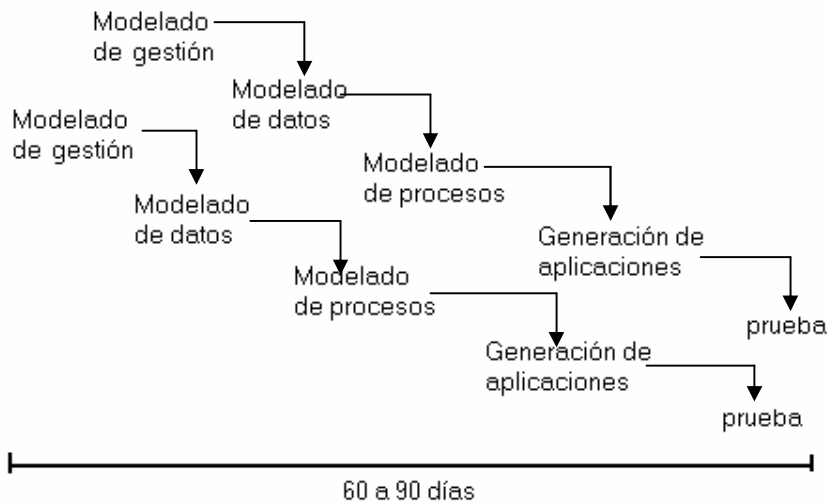 Modelado
de gestión
Modelado
de datos
Modelado
de procesos
Generación de
aplicaciones
prueba
Modelado
de gestión
Modelado
de datos
Modelado
de procesos
Generación de
aplicaciones
prueba
60 a 90 días